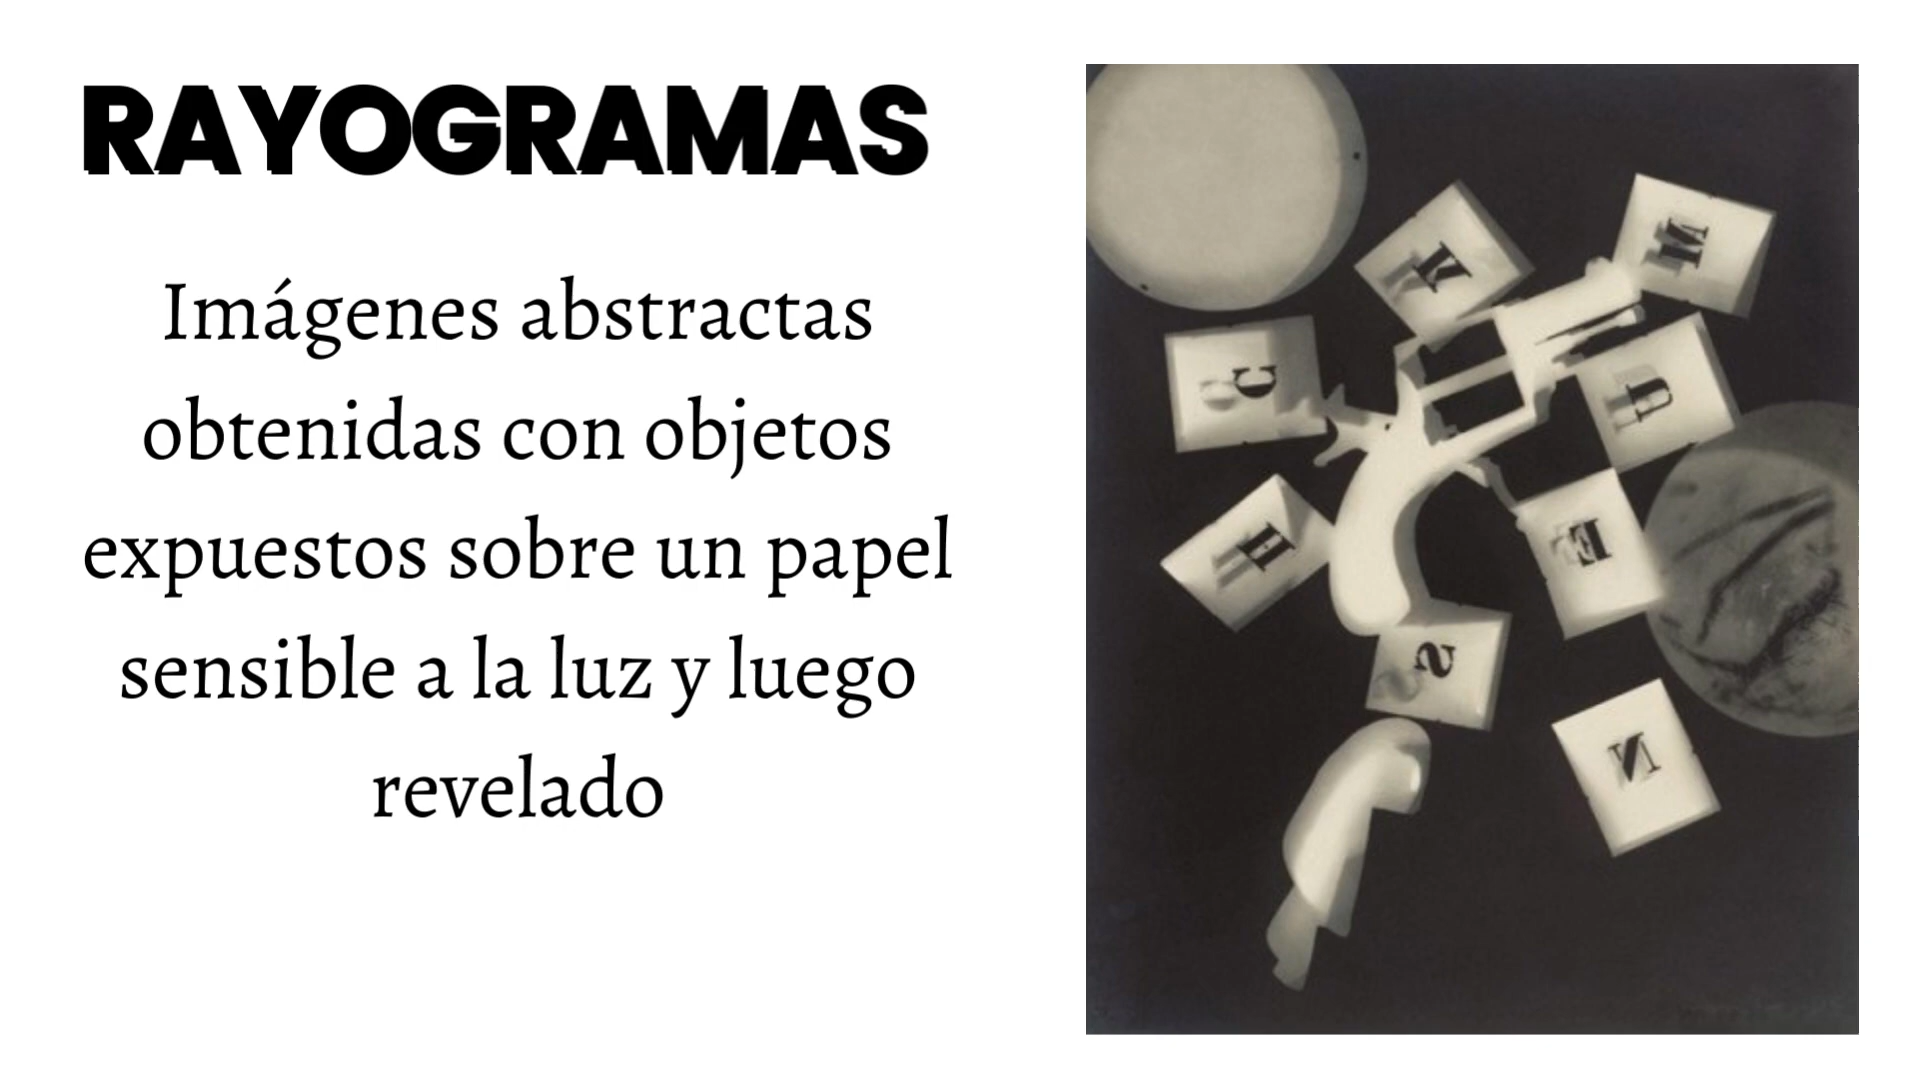 RAYOGRAMAS
Imágenes abstractas
obtenidas con objetos
expuestos sobre un papel
sensible a la luz y luego
revelado
K
M
C
U
H
E
S
N